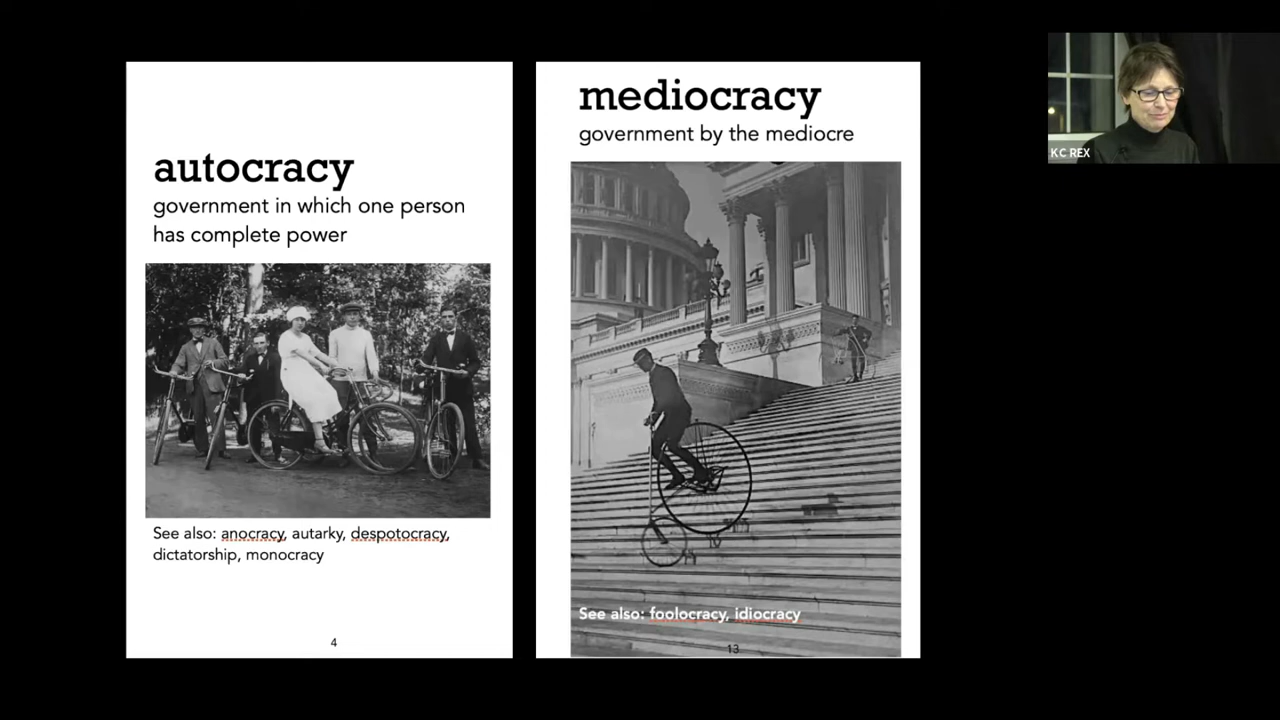 autocracy
government in which one person
has complete power
See also: anocracy, autarky, despotocracy,
dictatorship, monocracy
4
mediocracy
government by the mediocre
See also: foolocracy, idiocracy
13
KC REX